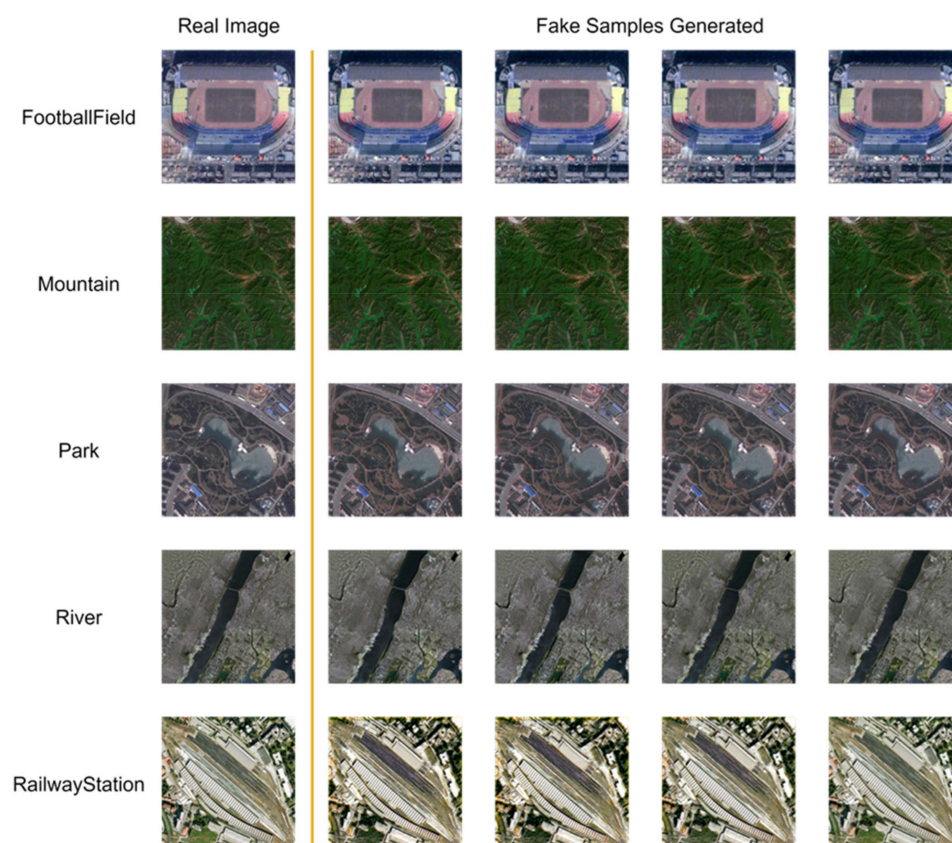 Real Image
Fake Samples Generated
FootballField
Mountain
Park
River
RailwayStation